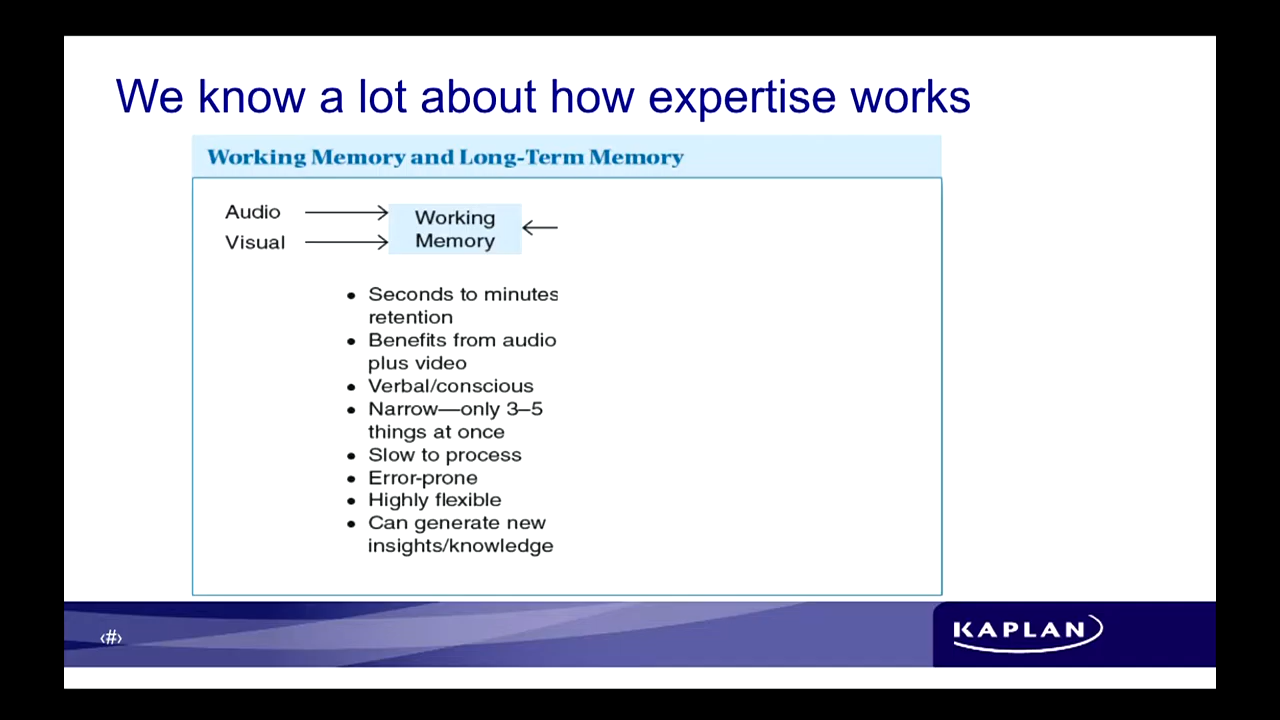 We know a lot about how expertise works
Working Memory and Long-Term Memory
Audio
Visual
Working
Memory
• Seconds to minutes
retention
• Benefits from audio
plus video
• Verbal/conscious
• Narrow—only 3–5
things at once
• Slow to process
• Error-prone
• Highly flexible
• Can generate new
insights/knowledge
‹#›
KAPLAN